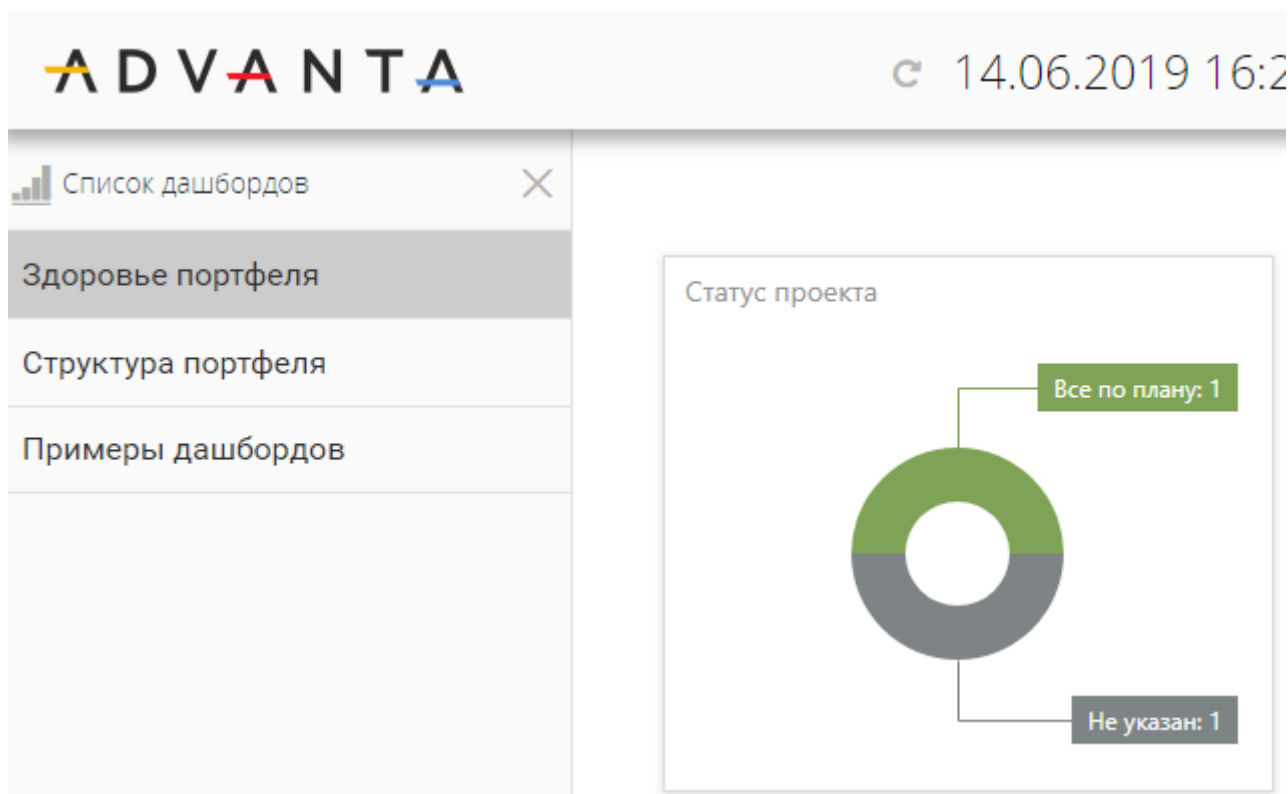 ADVANTA
14.06.2019 16:2
Список дашбордов
Здоровье портфеля
Структура портфеля
Примеры дашбордов
Статус проекта
Все по плану: 1
Не указан: 1